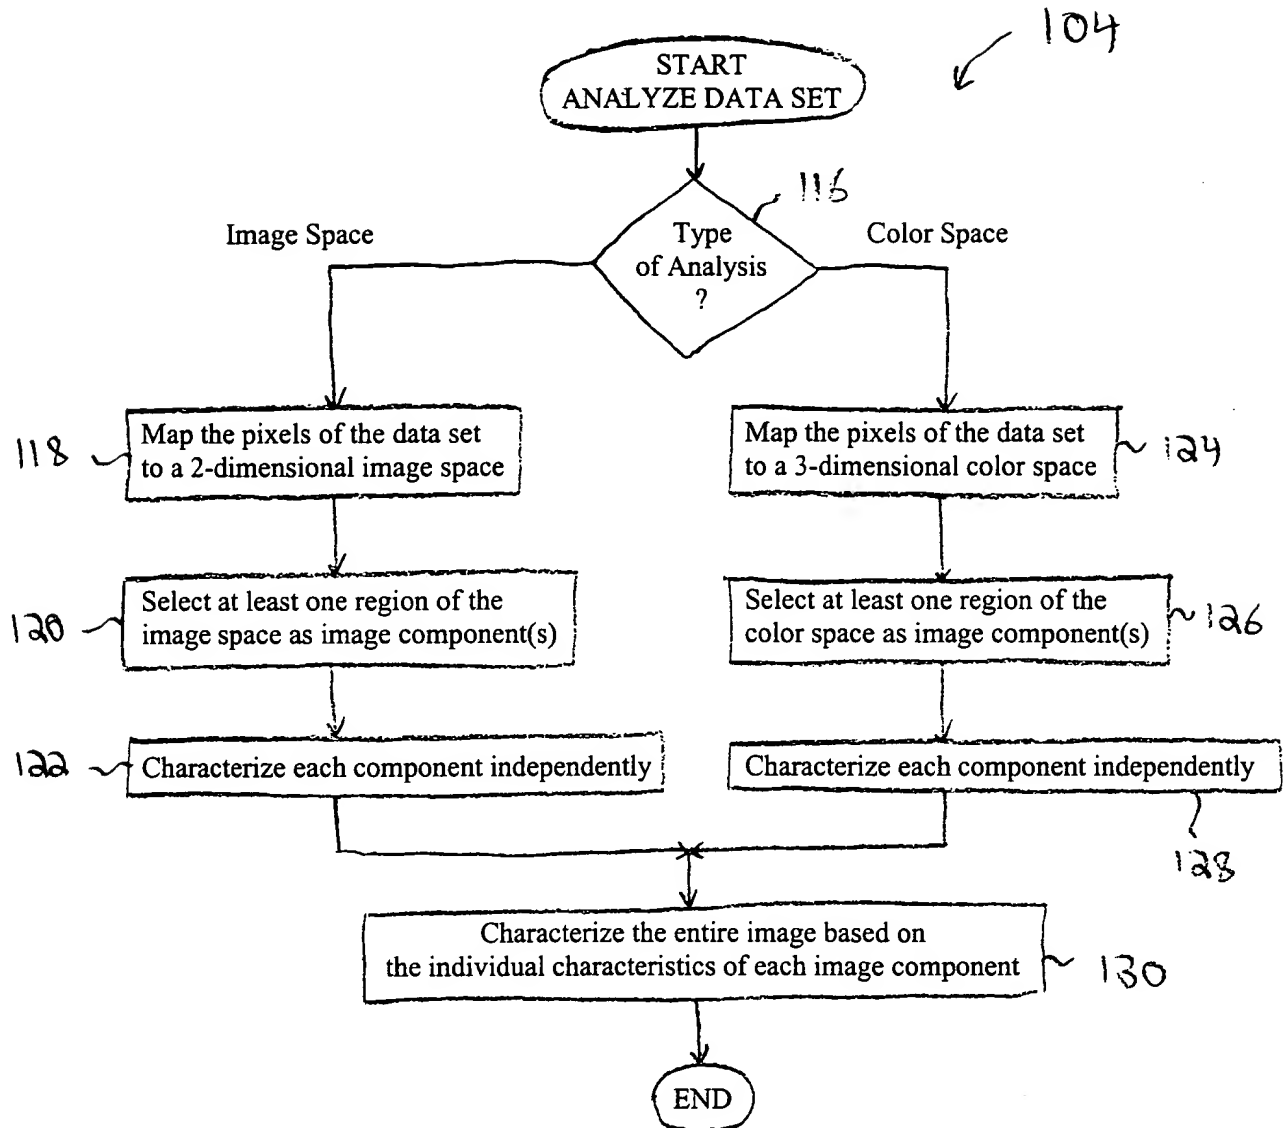 104
START
ANALYZE DATA SET
116
Image Space
Type
of Analysis
?
Color Space
118
Map the pixels of the data set
to a 2-dimensional image space
Map the pixels of the data set
to a 3-dimensional color space
124
120
Select at least one region of the
image space as image component(s)
Select at least one region of the
color space as image component(s)
126
122
Characterize each component independently
Characterize each component independently
128
Characterize the entire image based on
the individual characteristics of each image component
130
END